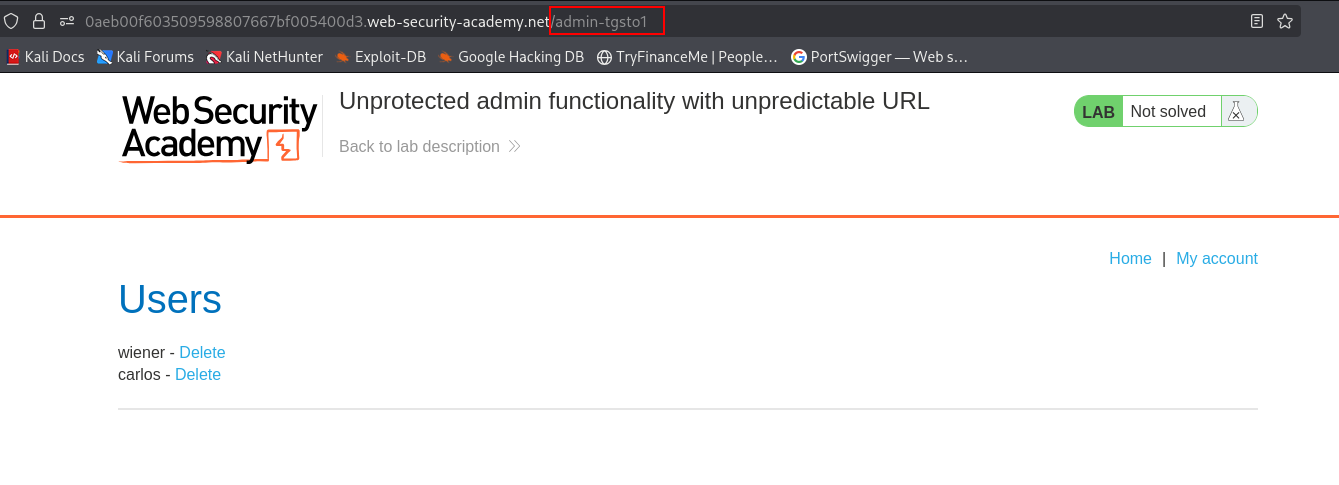 0aeb00f603509598807667bf005400d3.web-security-academy.net/admin-tgsto1
Kali Docs Kali Forums Kali NetHunter Exploit-DB Google Hacking DB TryFinanceMe | People… PortSwigger — Web s…
Web Security
Academy
Unprotected admin functionality with unpredictable URL
Back to lab description
LAB Not solved
Home | My account
Users
wiener - Delete
carlos - Delete